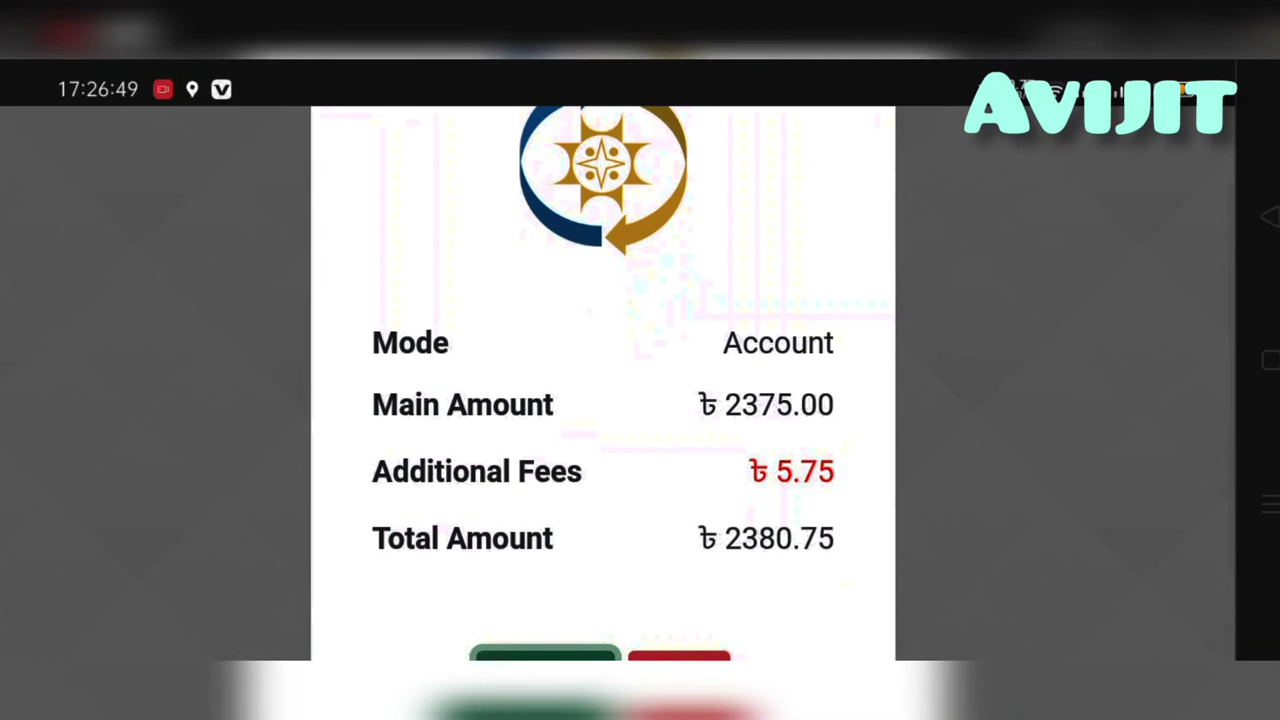 17:26:49
AVIJIT
Mode Account
Main Amount ৳ 2375.00
Additional Fees ৳ 5.75
Total Amount ৳ 2380.75